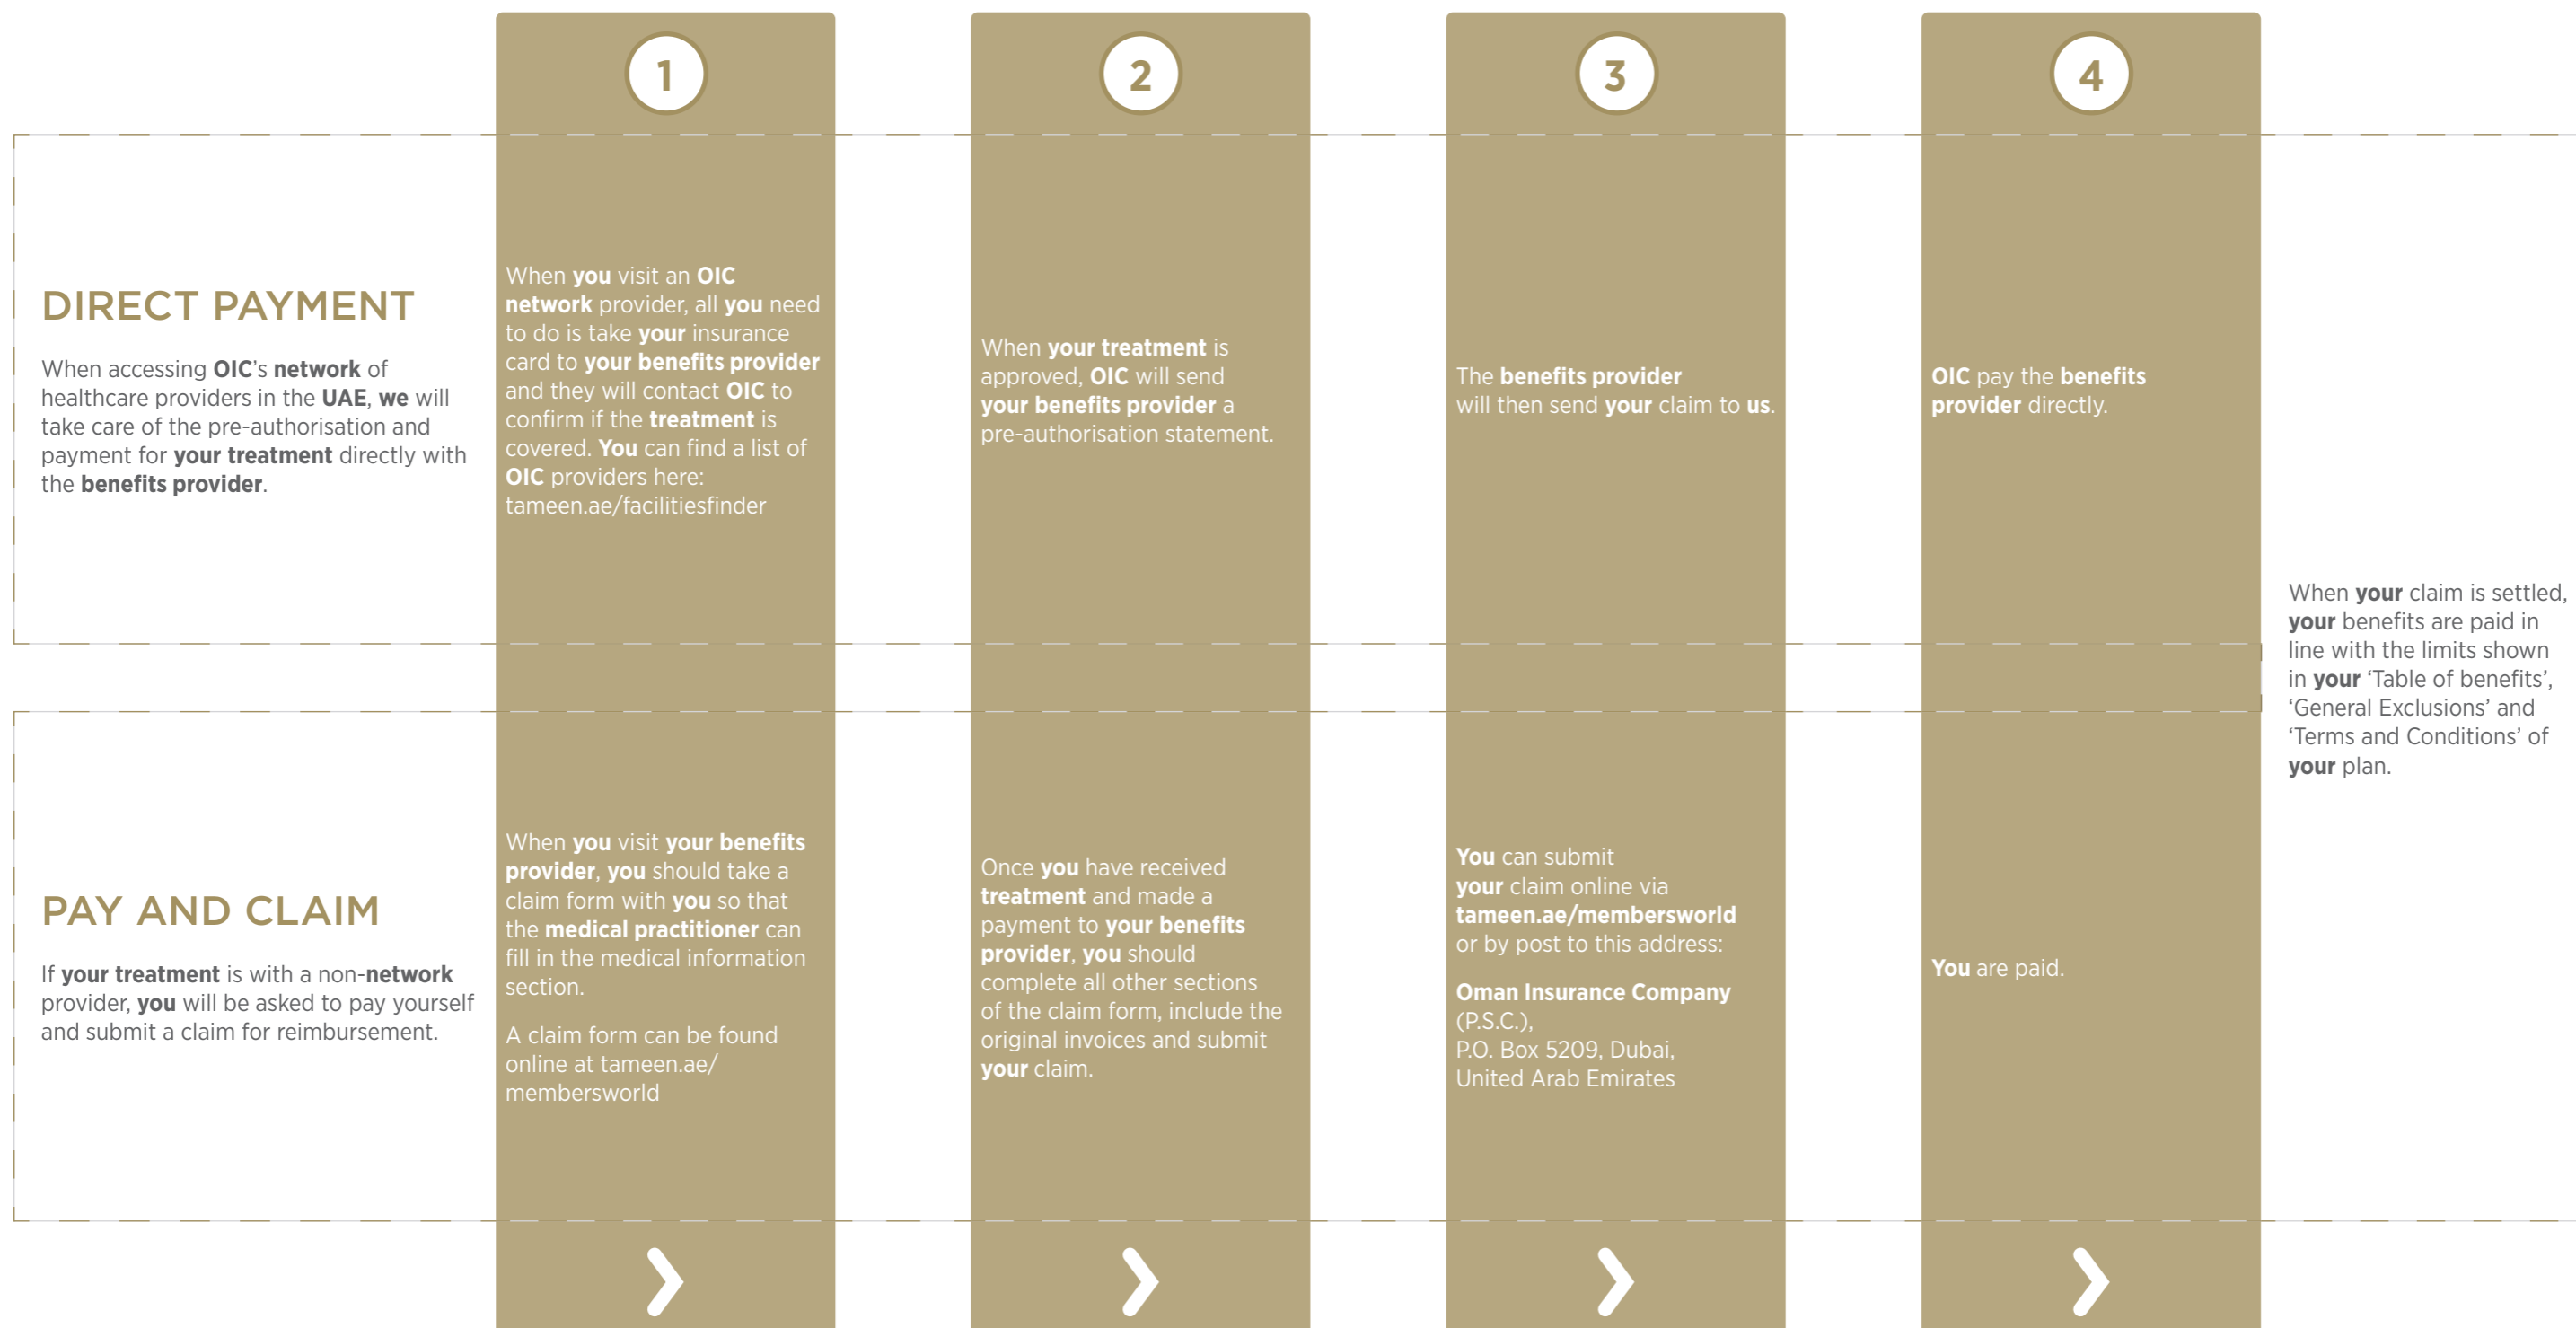 1
2
3
4
DIRECT PAYMENT
When accessing OIC's network of
healthcare providers in the UAE, we will
take care of the pre-authorisation and
payment for your treatment directly with
the benefits provider.
When you visit an OIC
network provider, all you need
to do is take your insurance
card to your benefits provider
and they will contact OIC to
confirm if the treatment is
covered. You can find a list of
OIC providers here:
tameen.ae/facilitiesfinder
When your treatment is
approved, OIC will send
your benefits provider a
pre-authorisation statement.
The benefits provider
will then send your claim to us.
OIC pay the benefits
provider directly.
PAY AND CLAIM
If your treatment is with a non-network
provider, you will be asked to pay yourself
and submit a claim for reimbursement.
When you visit your benefits
provider, you should take a
claim form with you so that
the medical practitioner can
fill in the medical information
section.
A claim form can be found
online at tameen.ae/
membersworld
Once you have received
treatment and made a
payment to your benefits
provider, you should
complete all other sections
of the claim form, include the
original invoices and submit
your claim.
You can submit
your claim online via
tameen.ae/membersworld
or by post to this address:
Oman Insurance Company
(P.S.C.),
P.O. Box 5209, Dubai,
United Arab Emirates
You are paid.
When your claim is settled,
your benefits are paid in
line with the limits shown
in your ‘Table of benefits’,
‘General Exclusions’ and
‘Terms and Conditions’ of
your plan.